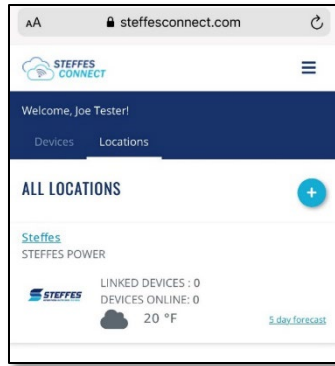 AA steffesconnect.com
STEFFES
CONNECT
Welcome, Joe Tester!
Devices Locations
ALL LOCATIONS +
Steffes
STEFFES POWER
STEFFES
LINKED DEVICES : 0
DEVICES ONLINE: 0
20 °F 5 day forecast